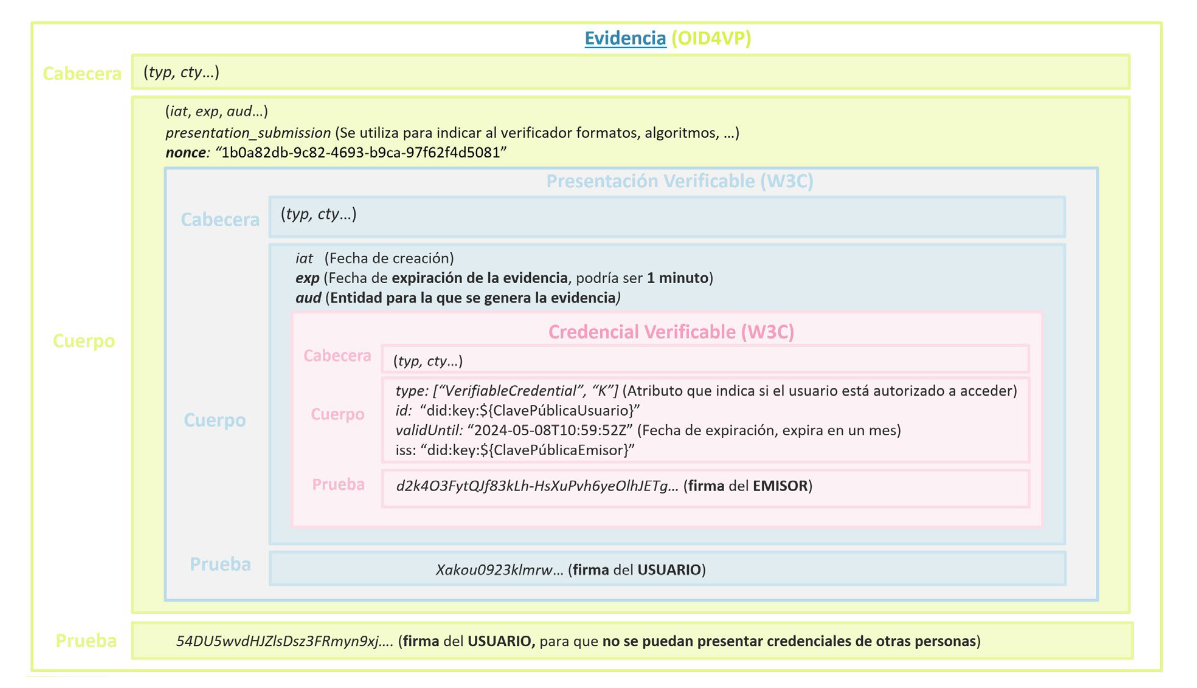 Evidencia (OID4VP)
Cabecera
(typ, cty...)
(iat, exp, aud...)
presentation_submission (Se utiliza para indicar al verificador formatos, algoritmos, ...)
nonce: “1b0a82db-9c82-4693-b9ca-97f62f4d5081”
Presentación Verificable (W3C)
Cabecera
(typ, cty...)
iat (Fecha de creación)
exp (Fecha de expiración de la evidencia, podría ser 1 minuto)
aud (Entidad para la que se genera la evidencia)
Credencial Verificable (W3C)
Cuerpo
Cabecera
(typ, cty...)
type: [“VerifiableCredential”, “K”] (Atributo que indica si el usuario está autorizado a acceder)
Cuerpo
id: “did:key:${ClavePúblicaUsuario}”
Cuerpo
validUntil: “2024-05-08T10:59:52Z” (Fecha de expiración, expira en un mes)
iss: “did:key:${ClavePúblicaEmisor}”
Prueba
d2k4O3FytQJf83kLh-HsXuPvh6yeOlhJETg... (firma del EMISOR)
Prueba
Xakou0923klmrw... (firma del USUARIO)
Prueba
54DU5wvdHJZlsDsz3FRmyn9xj.... (firma del USUARIO, para que no se puedan presentar credenciales de otras personas)